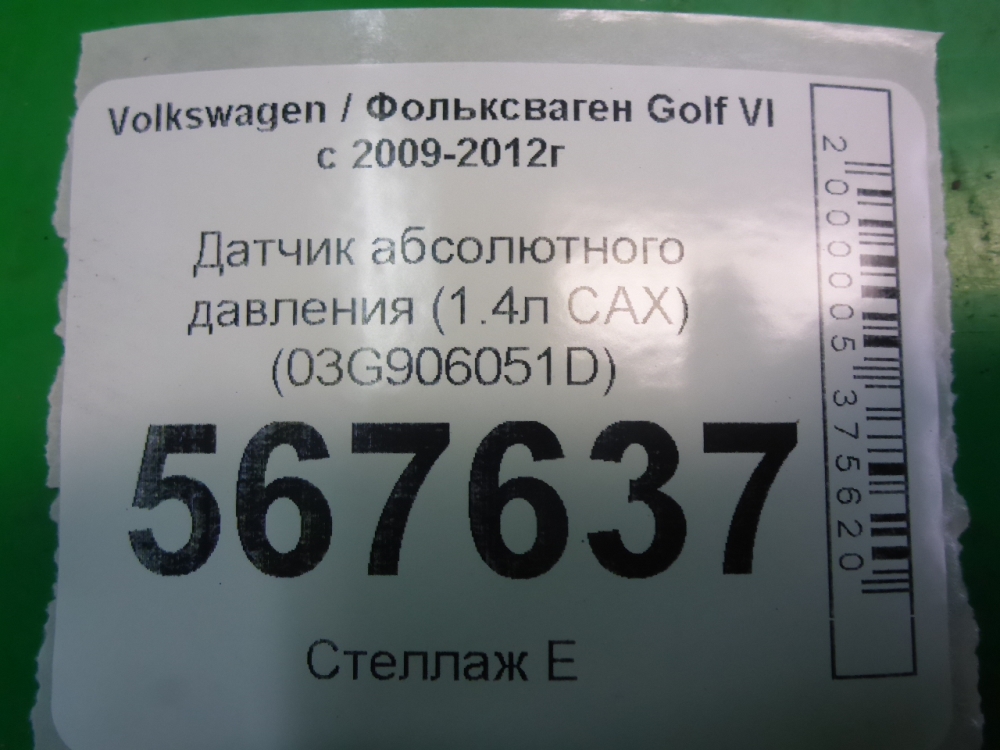 Volkswagen / Фольксваген Golf VI
с 2009-2012г
Датчик абсолютного
давления (1.4л CAX)
(03G906051D)
567637
Стеллаж E
2000005375620